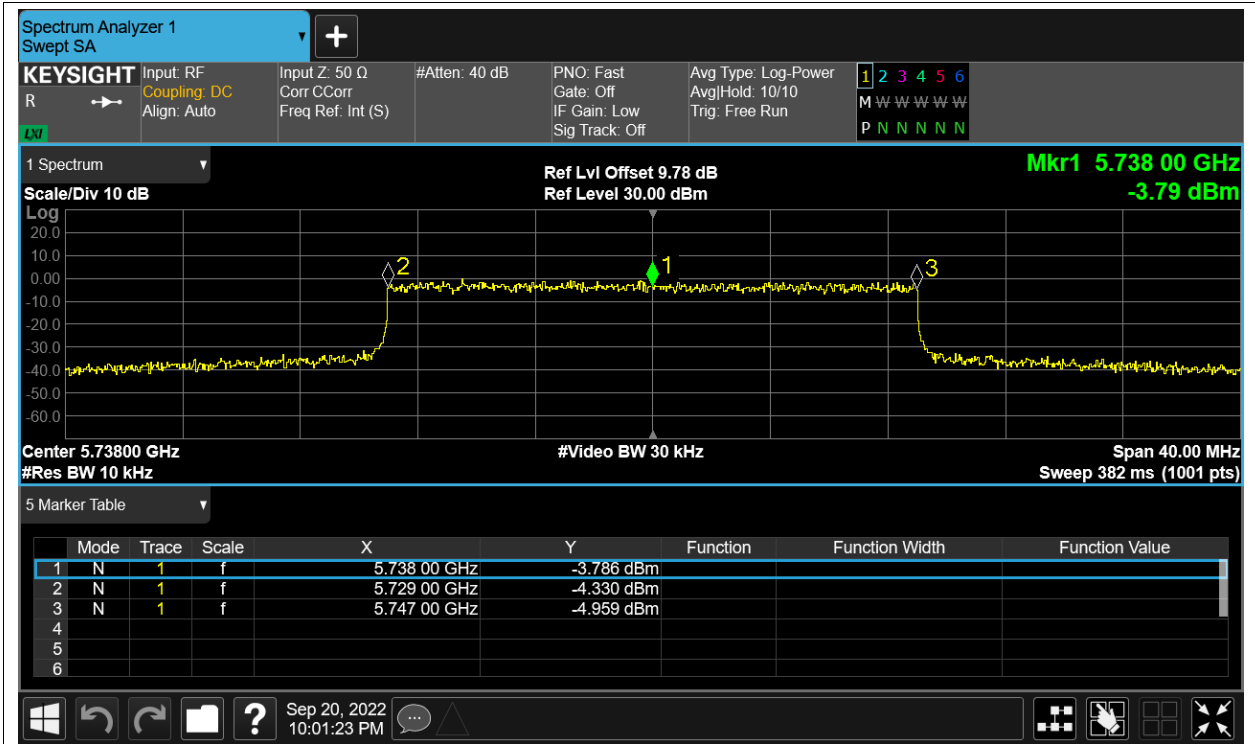 Spectrum Analyzer 1
Swept SA
KEYSIGHT Input: RF Input Z: 50 Ω #Atten: 40 dB PNO: Fast Avg Type: Log-Power 1 2 3 4 5 6
R Coupling: DC Corr CCorr Gate: Off Avg|Hold: 10/10 M W W W W W W
Align: Auto Freq Ref: Int (S) IF Gain: Low Trig: Free Run
LXI Sig Track: Off P N N N N N N
1 Spectrum Ref Lvl Offset 9.78 dB Mkr1 5.738 00 GHz
Scale/Div 10 dB Ref Level 30.00 dBm -3.79 dBm
Log
20.0
10.0
0.00
-10.0
-20.0
-30.0
-40.0
-50.0
-60.0
2 1 3
Center 5.73800 GHz #Video BW 30 kHz Span 40.00 MHz
#Res BW 10 kHz Sweep 382 ms (1001 pts)
5 Marker Table
Mode Trace Scale X Y Function Function Width Function Value
1 N 1 f 5.738 00 GHz -3.786 dBm
2 N 1 f 5.729 00 GHz -4.330 dBm
3 N 1 f 5.747 00 GHz -4.959 dBm
4
5
6
? Sep 20, 2022
10:01:23 PM